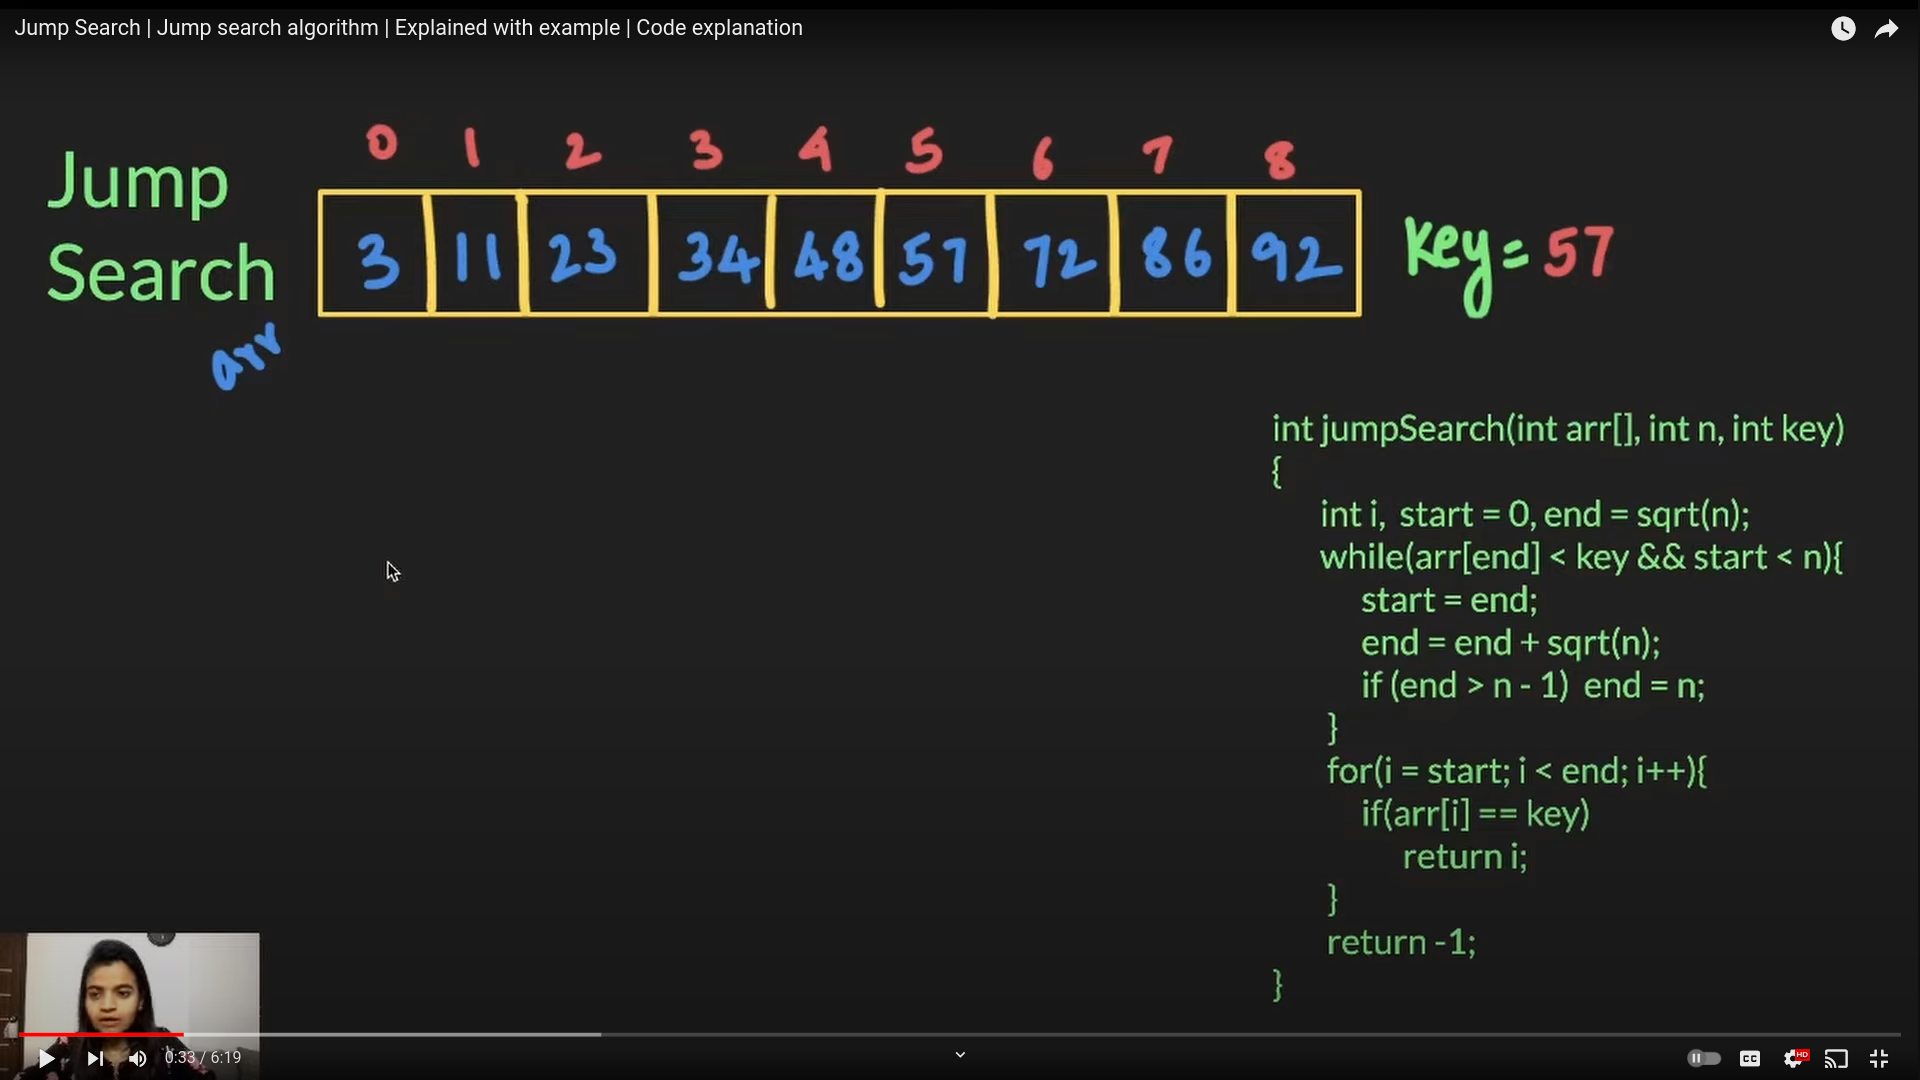 Jump Search | Jump search algorithm | Explained with example | Code explanation
0 1 2 3 4 5 6 7 8
Jump
Search
3 11 23 34 48 57 72 86 92
key = 57
arr
int jumpSearch(int arr[], int n, int key)
{
int i, start = 0, end = sqrt(n);
while(arr[end] < key && start < n){
start = end;
end = end + sqrt(n);
if (end > n - 1) end = n;
}
for(i = start; i < end; i++){
if(arr[i] == key)
return i;
}
return -1;
}
0:33 / 6:19
CC
HD